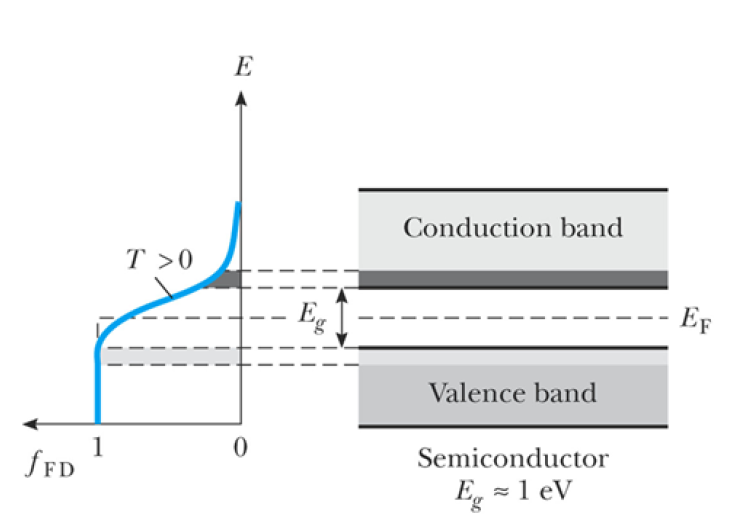 E
T > 0
Conduction band
E_g
E_F
Valence band
1
0
f_FD
Semiconductor
E_g ≈ 1 eV